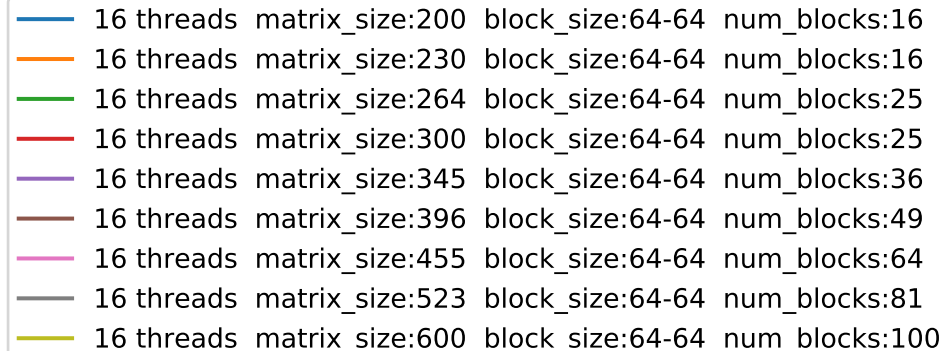 16 threads  matrix_size:200  block_size:64-64  num_blocks:16
16 threads  matrix_size:230  block_size:64-64  num_blocks:16
16 threads  matrix_size:264  block_size:64-64  num_blocks:25
16 threads  matrix_size:300  block_size:64-64  num_blocks:25
16 threads  matrix_size:345  block_size:64-64  num_blocks:36
16 threads  matrix_size:396  block_size:64-64  num_blocks:49
16 threads  matrix_size:455  block_size:64-64  num_blocks:64
16 threads  matrix_size:523  block_size:64-64  num_blocks:81
16 threads  matrix_size:600  block_size:64-64  num_blocks:100